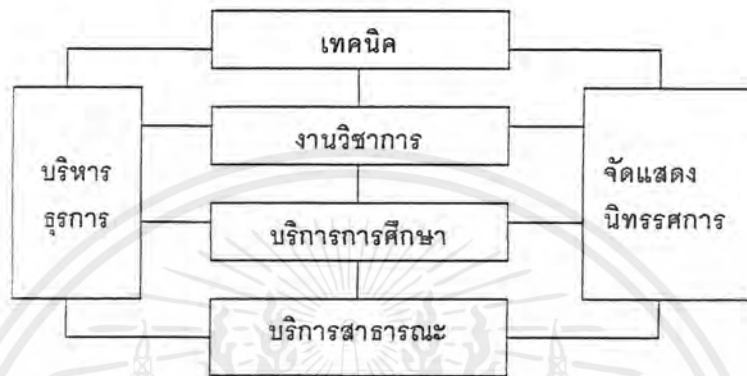 เทคนิค
งานวิชาการ
บริหาร
ธุรการ
จัดแสดง
นิทรรศการ
บริการการศึกษา
บริการสาธารณะ